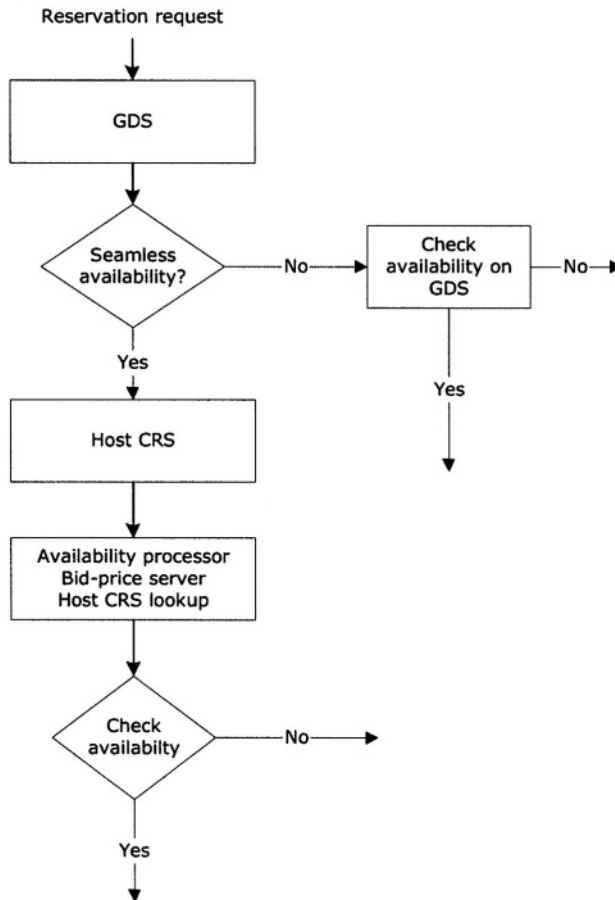 Reservation request
GDS
Seamless
availability?
No
Check
availability on
GDS
No
Yes
Yes
Host CRS
Availability processor
Bid-price server
Host CRS lookup
Check
availabilty
No
Yes